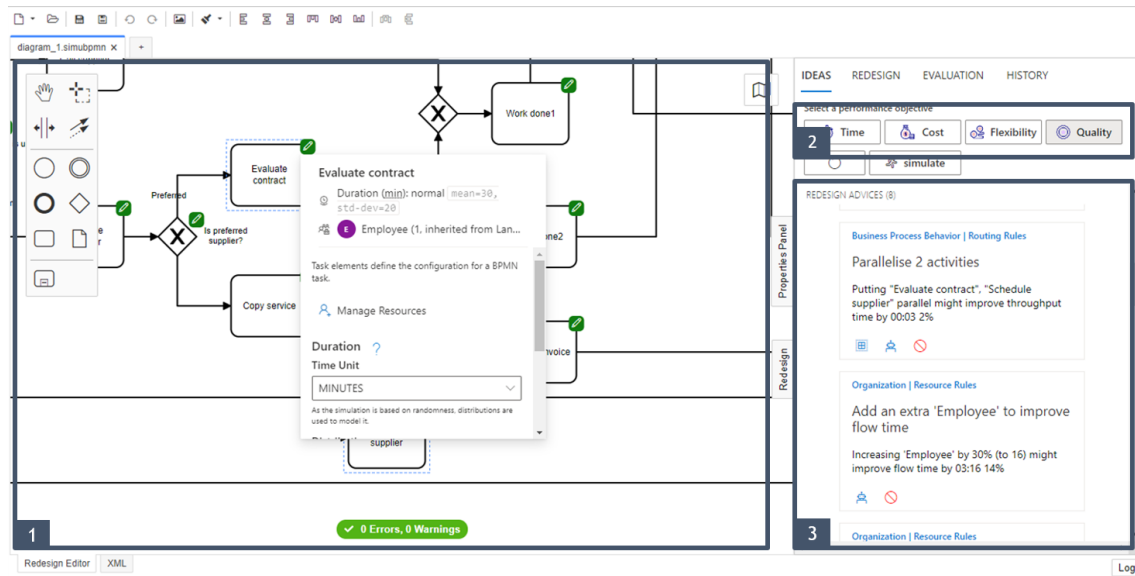 diagram_1.simubpmn ×
+
IDEAS REDESIGN EVALUATION HISTORY
Select a performance objective
Time Cost Flexibility Quality
2
simulate
REDESIGN ADVICES (8)
Business Process Behavior | Routing Rules
Parallelise 2 activities
Putting "Evaluate contract", "Schedule
supplier" parallel might improve throughput
time by 00:03 2%
Organization | Resource Rules
Add an extra 'Employee' to improve
flow time
Increasing 'Employee' by 30% (to 16) might
improve flow time by 03:16 14%
Organization | Resource Rules
3
Properties Panel
Redesign
X
Work done1
Evaluate
contract
Preferred
X
Is preferred
supplier?
Copy service
Evaluate contract
Duration (min): normal mean=30,
std-dev=20
E
Employee (1, inherited from Lan...
Task elements define the configuration for a BPMN
task.
Manage Resources
Duration ?
Time Unit
MINUTES
As the simulation is based on randomness, distributions are
used to model it.
supplier
0 Errors, 0 Warnings
1
Redesign Editor XML
Log